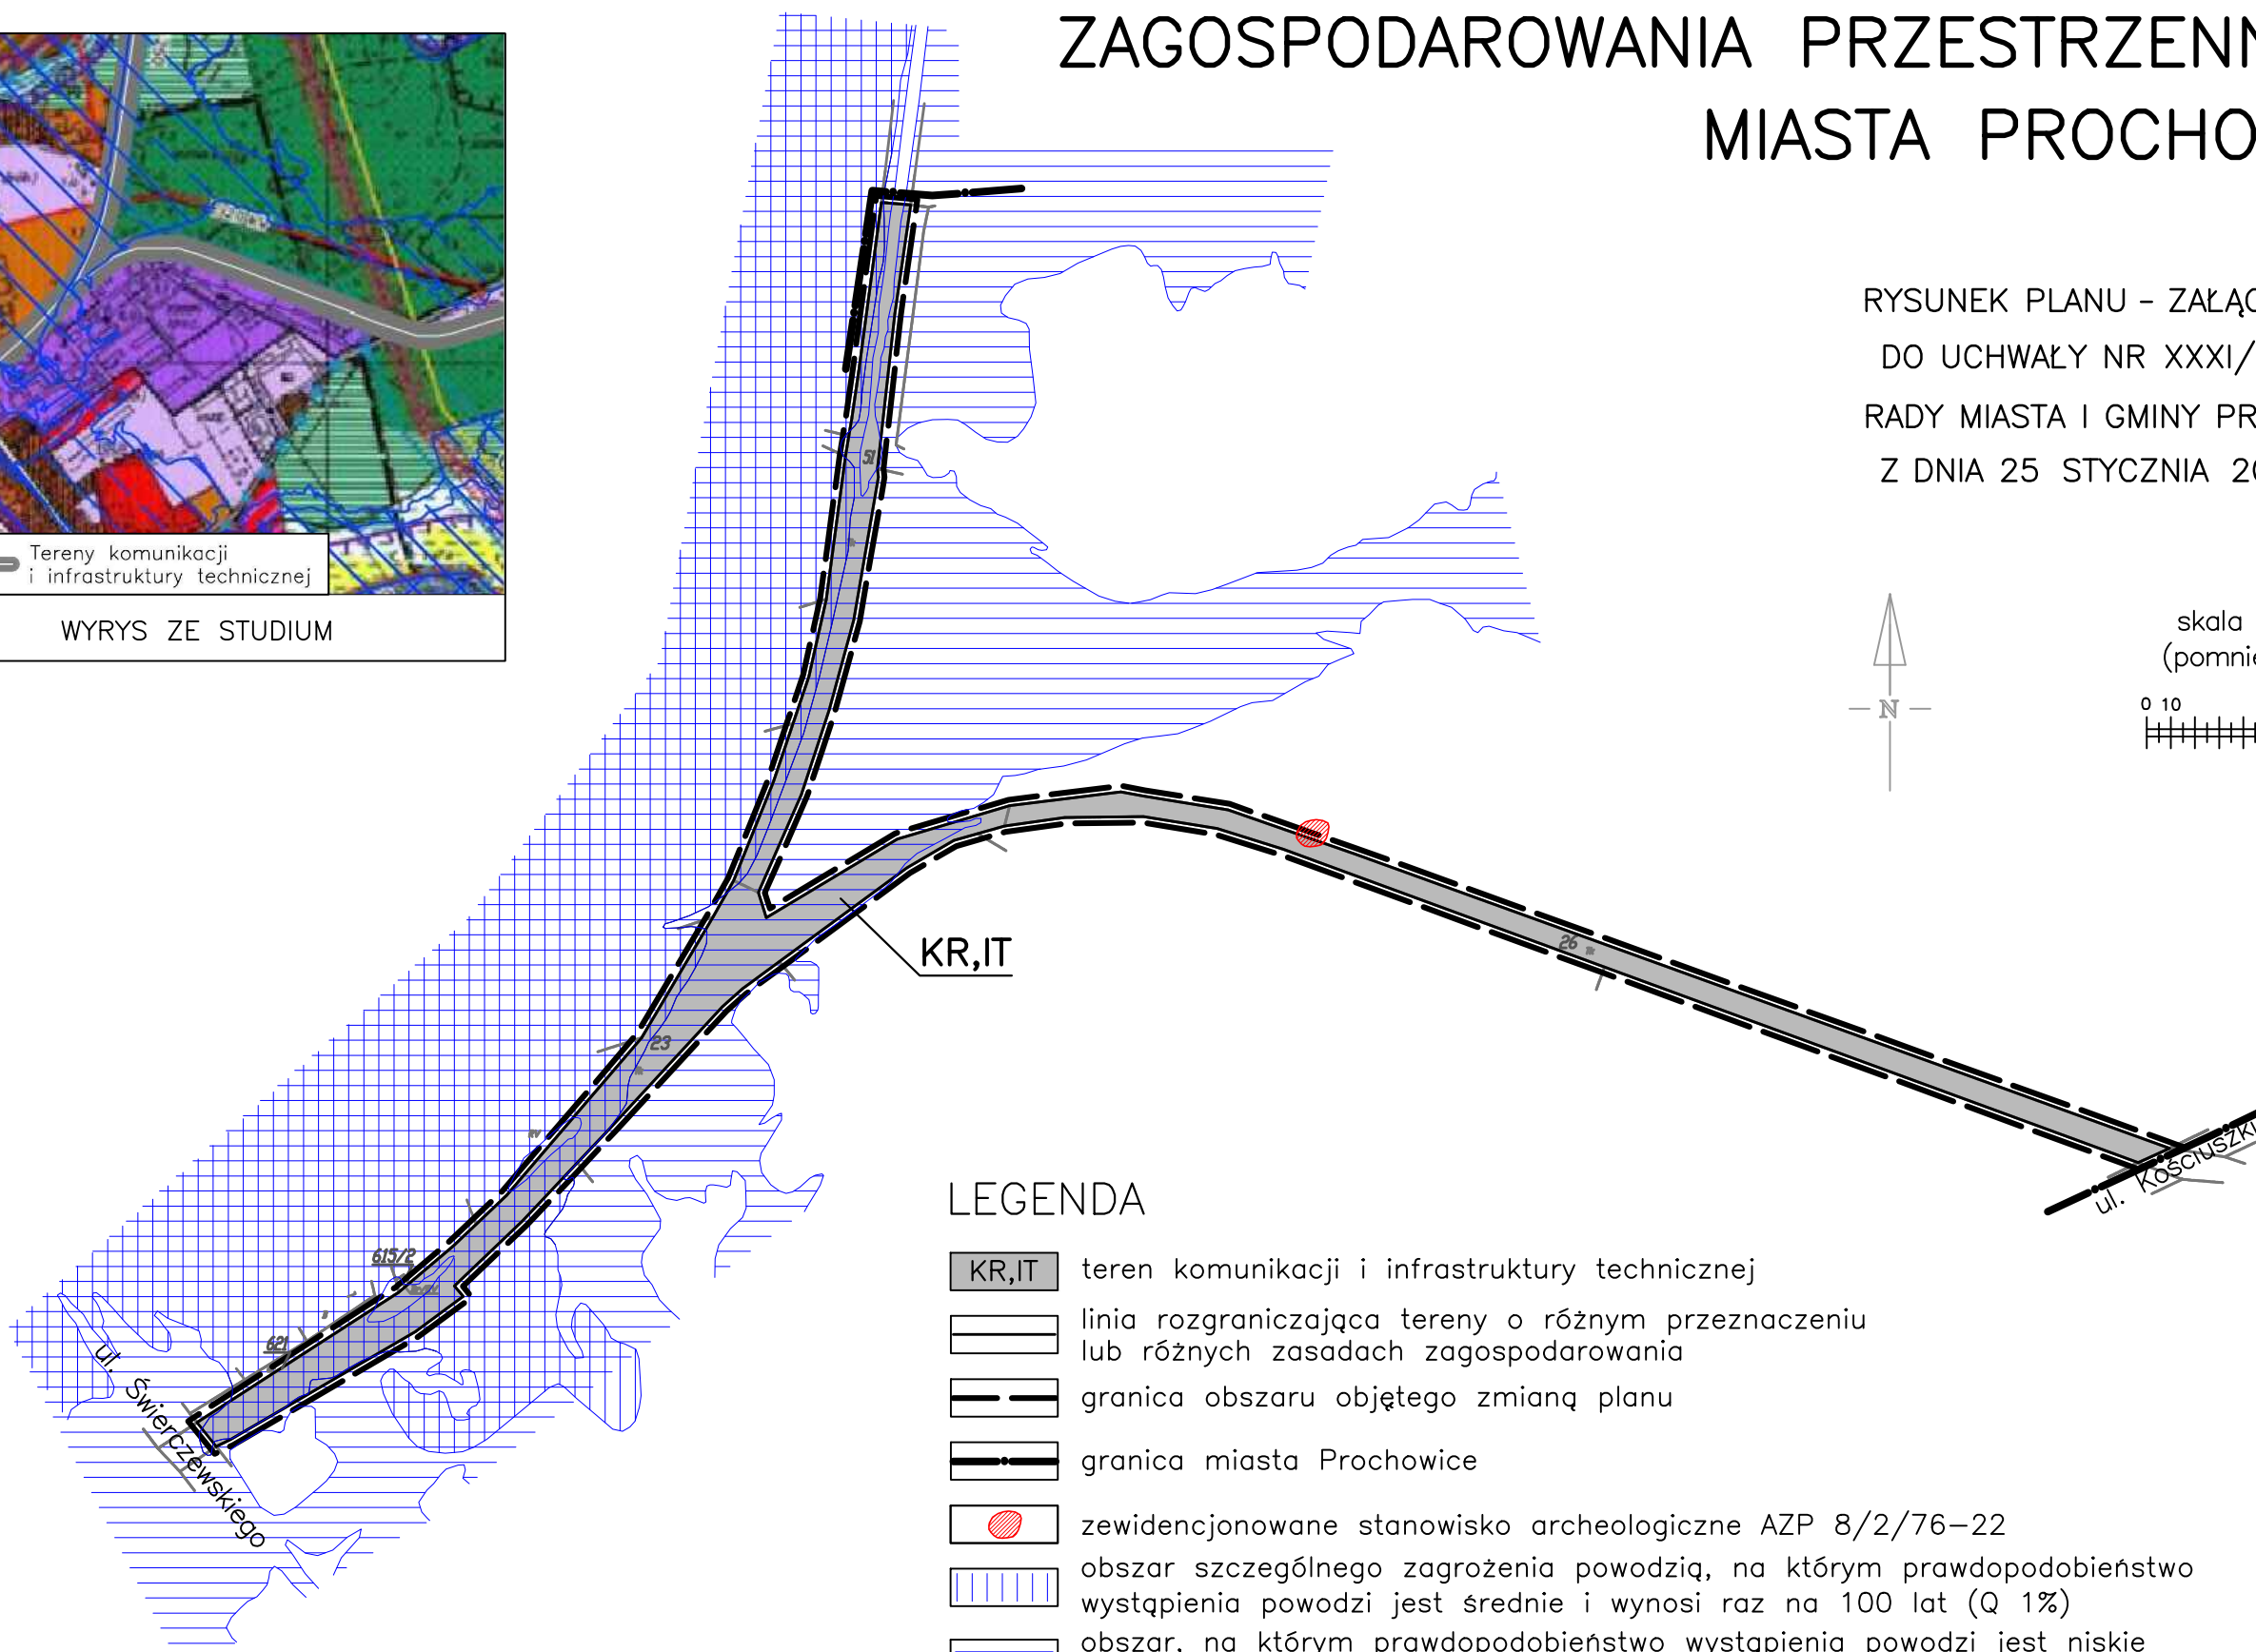 ZAGOSPODAROWANIA PRZESTRZENN
MIASTA PROCHO
RYSUNEK PLANU - ZAŁĄC
DO UCHWAŁY NR XXXI/
RADY MIASTA I GMINY PR
Z DNIA 25 STYCZNIA 20
Tereny komunikacji
i infrastruktury technicznej
WYRYS ZE STUDIUM
skala
(pomnie
0 10
N
51
KR,IT
26
23
615/2
621
ul. Świerczewskiego
ul. Kościuszki
LEGENDA
KR,IT teren komunikacji i infrastruktury technicznej
linia rozgraniczająca tereny o różnym przeznaczeniu
lub różnych zasadach zagospodarowania
granica obszaru objętego zmianą planu
granica miasta Prochowice
zewidencjonowane stanowisko archeologiczne AZP 8/2/76-22
obszar szczególnego zagrożenia powodzią, na którym prawdopodobieństwo
wystąpienia powodzi jest średnie i wynosi raz na 100 lat (Q 1%)
obszar, na którym prawdopodobieństwo wystąpienia powodzi jest niskie